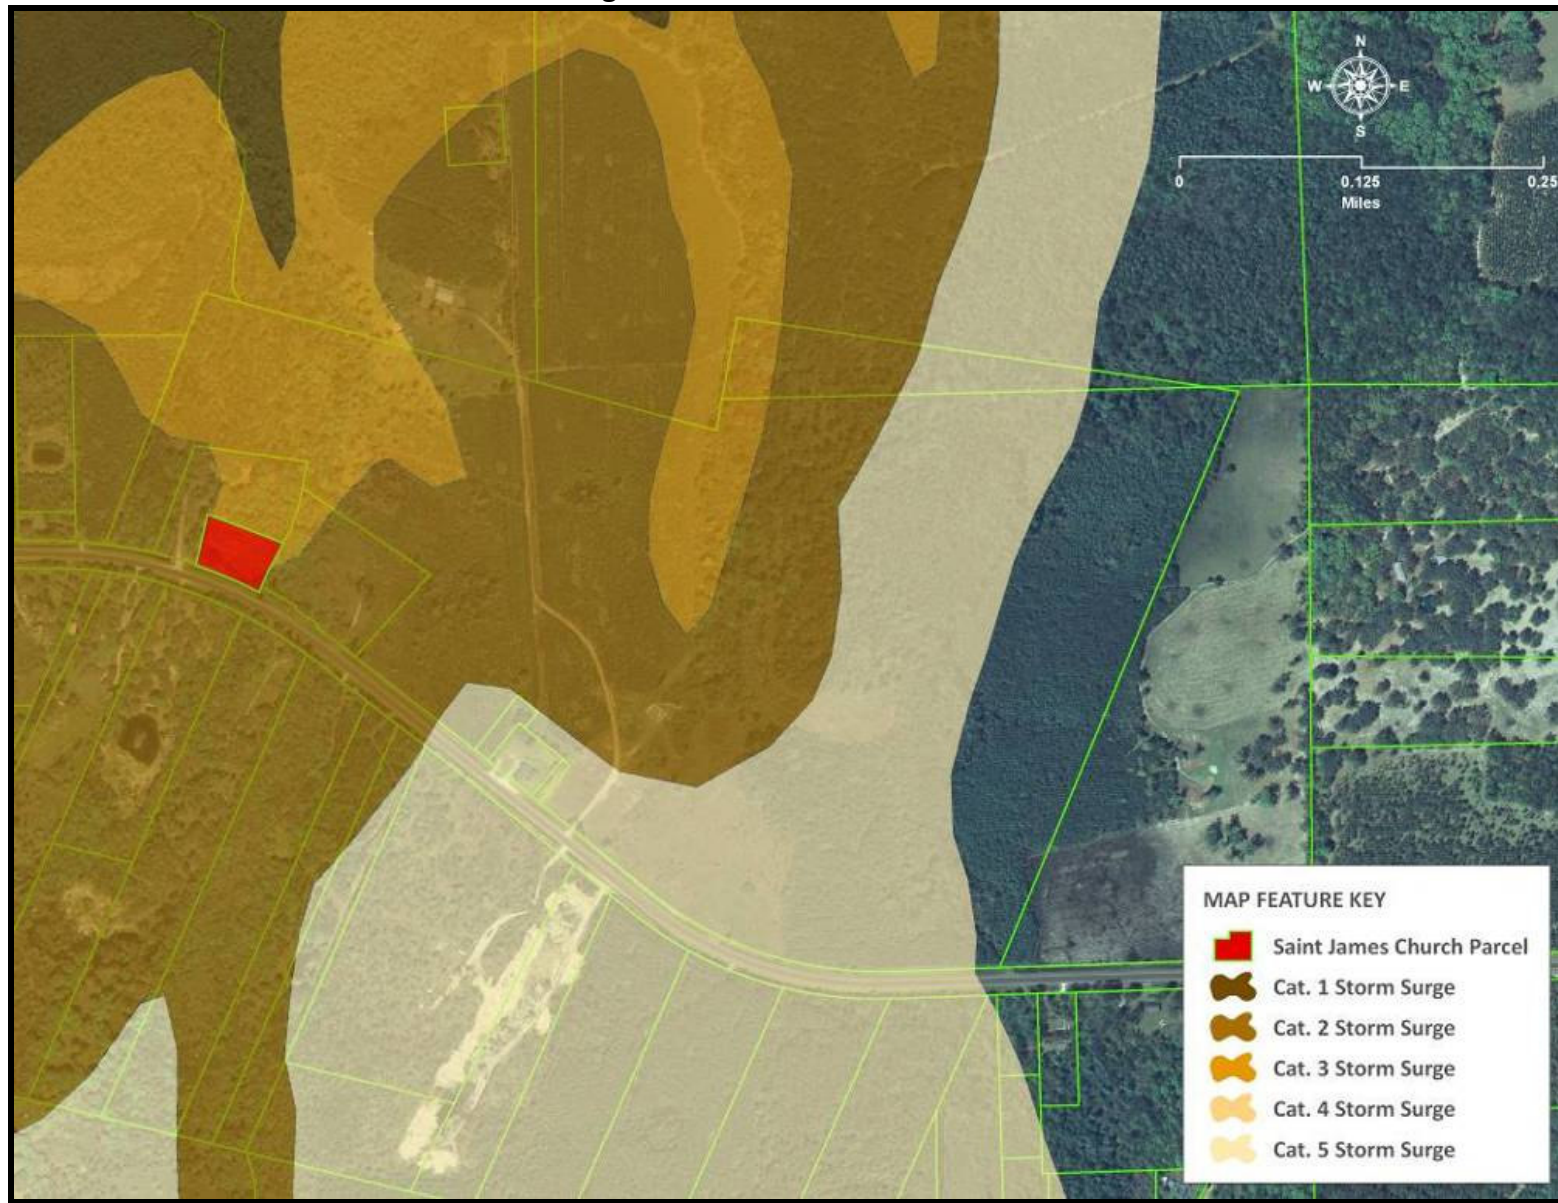 N
W E
S
0 0.125 0.25
Miles
MAP FEATURE KEY
Saint James Church Parcel
Cat. 1 Storm Surge
Cat. 2 Storm Surge
Cat. 3 Storm Surge
Cat. 4 Storm Surge
Cat. 5 Storm Surge